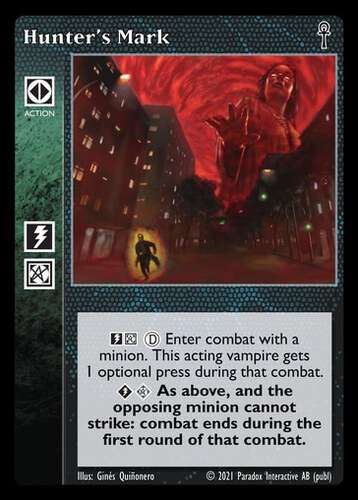 Hunter's Mark
ACTION
D Enter combat with a
minion. This acting vampire gets
1 optional press during that combat.
As above, and the
opposing minion cannot
strike: combat ends during the
first round of that combat.
Illus: Ginés Quiñonero © 2021 Paradox Interactive AB (publ)